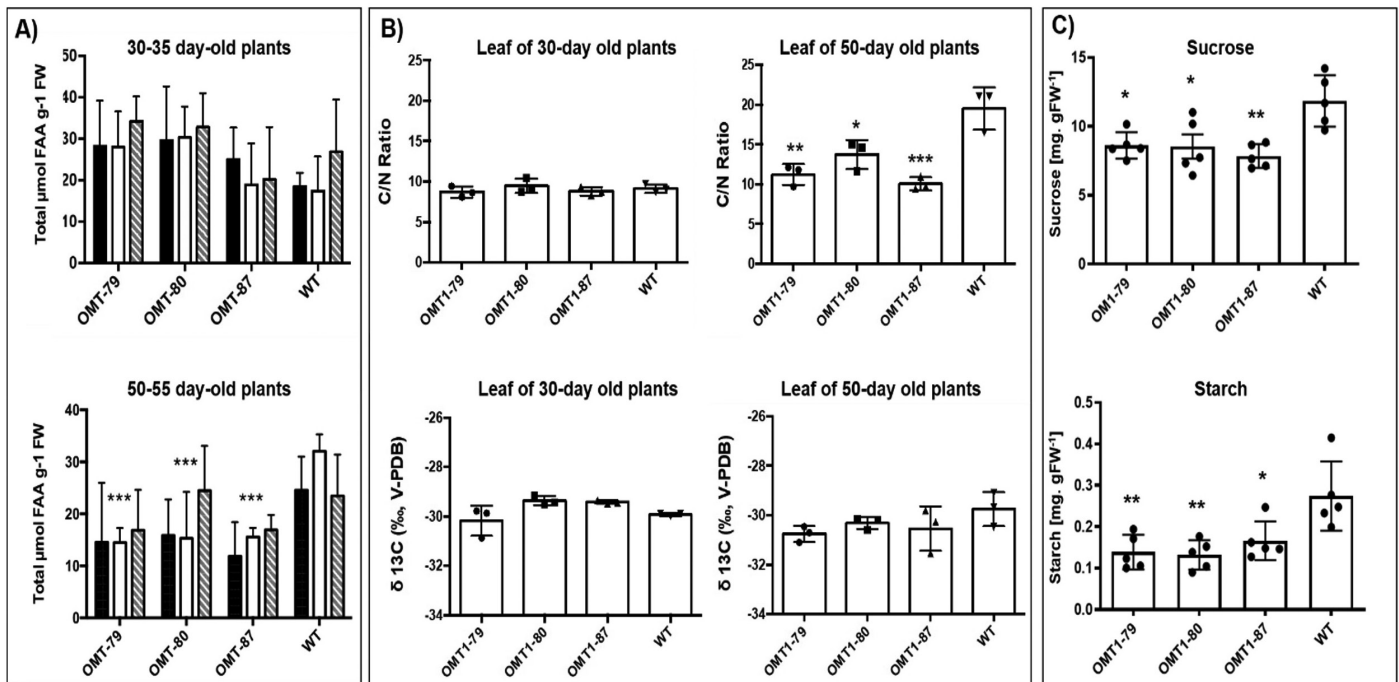 A)
30-35 day-old plants
Total µmol FAA g-1 FW
50
40
30
20
10
0
OMT-79
OMT-80
OMT-87
WT
50-55 day-old plants
Total µmol FAA g-1 FW
40
30
20
10
0
***
***
***
OMT-79
OMT-80
OMT-87
WT
B)
Leaf of 30-day old plants
C/N Ratio
25
20
15
10
5
0
OMT1-79
OMT1-80
OMT1-87
WT
Leaf of 50-day old plants
C/N Ratio
25
20
15
10
5
0
**
*
***
OMT1-79
OMT1-80
OMT1-87
WT
Leaf of 30-day old plants
δ 13C (‰, V-PDB)
-26
-28
-30
-32
-34
OMT1-79
OMT1-80
OMT1-87
WT
Leaf of 50-day old plants
δ 13C (‰, V-PDB)
-26
-28
-30
-32
-34
OMT1-79
OMT1-80
OMT1-87
WT
C)
Sucrose
Sucrose [mg. gFW⁻¹]
15
10
5
0
*
*
**
OM1-79
OMT1-80
OMT1-87
WT
Starch
Starch [mg. gFW⁻¹]
0.5
0.4
0.3
0.2
0.1
0.0
**
**
*
OMT1-79
OMT1-80
OMT1-87
WT